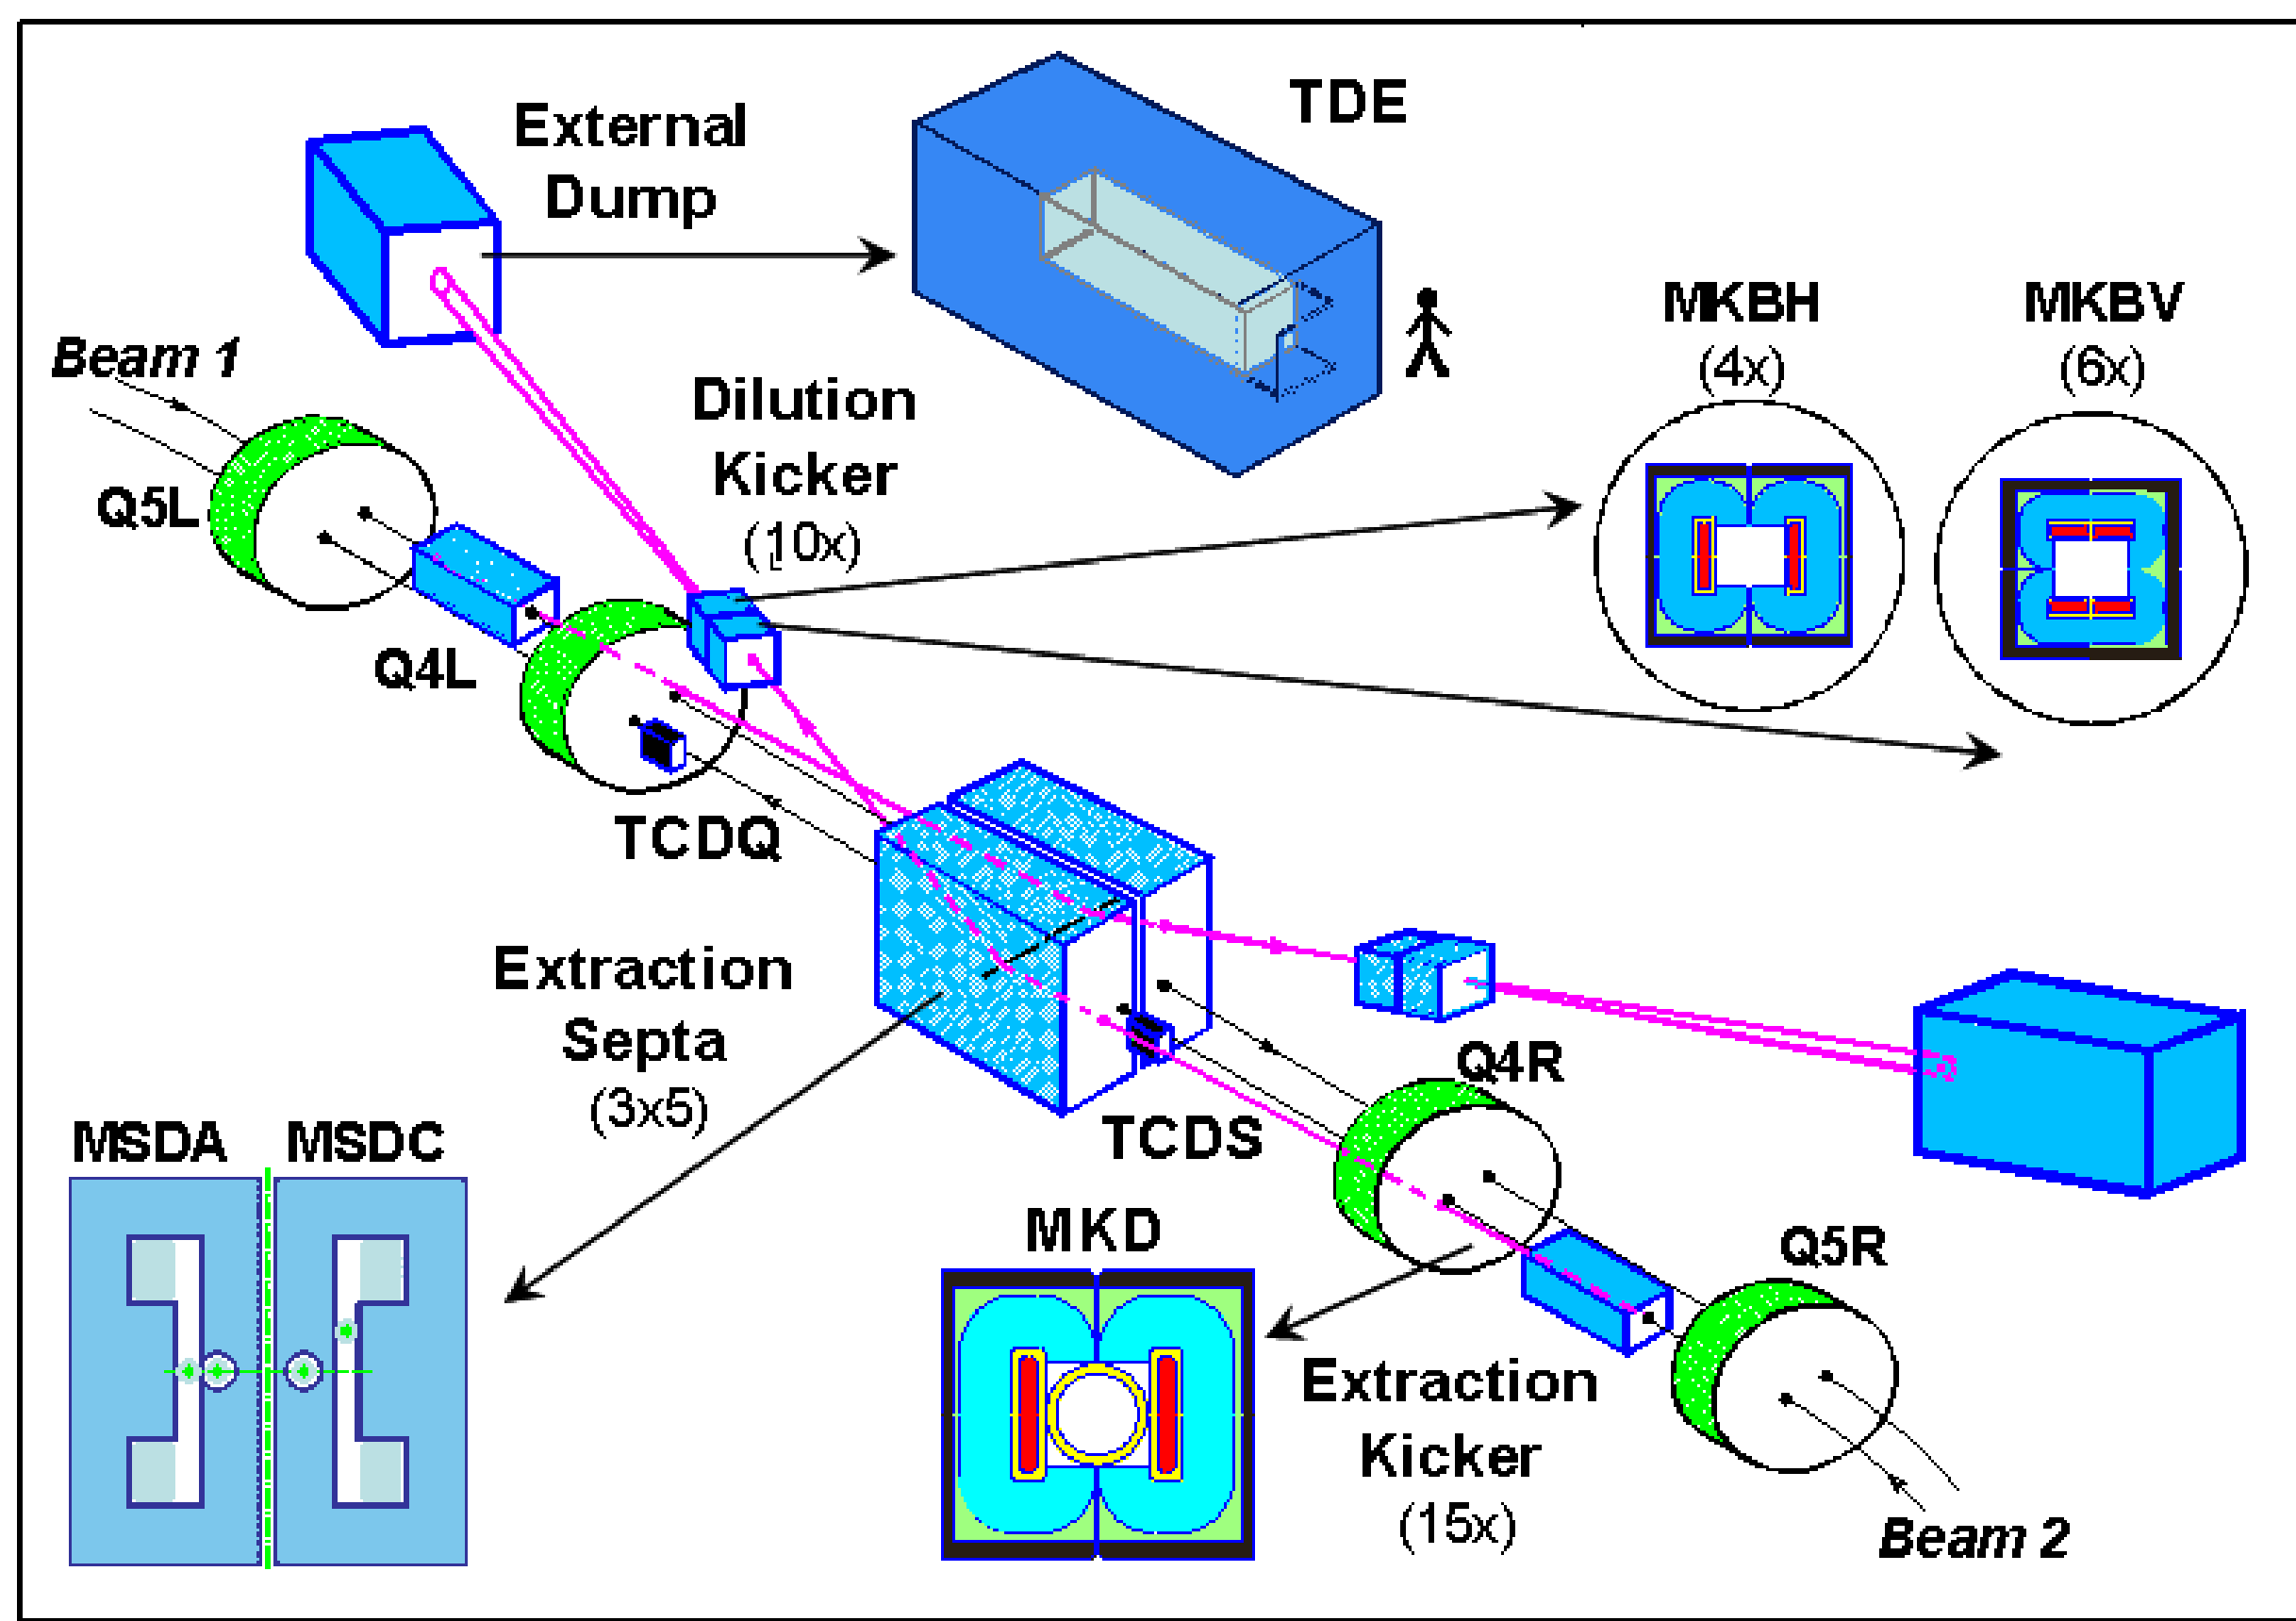 External
Dump
TDE
MKBH
(4x)
MKBV
(6x)
Beam 1
Dilution
Kicker
(10x)
Q5L
Q4L
TCDQ
Extraction
Septa
(3x5)
Q4R
TCDS
MSDA
MSDC
MKD
Q5R
Extraction
Kicker
(15x)
Beam 2